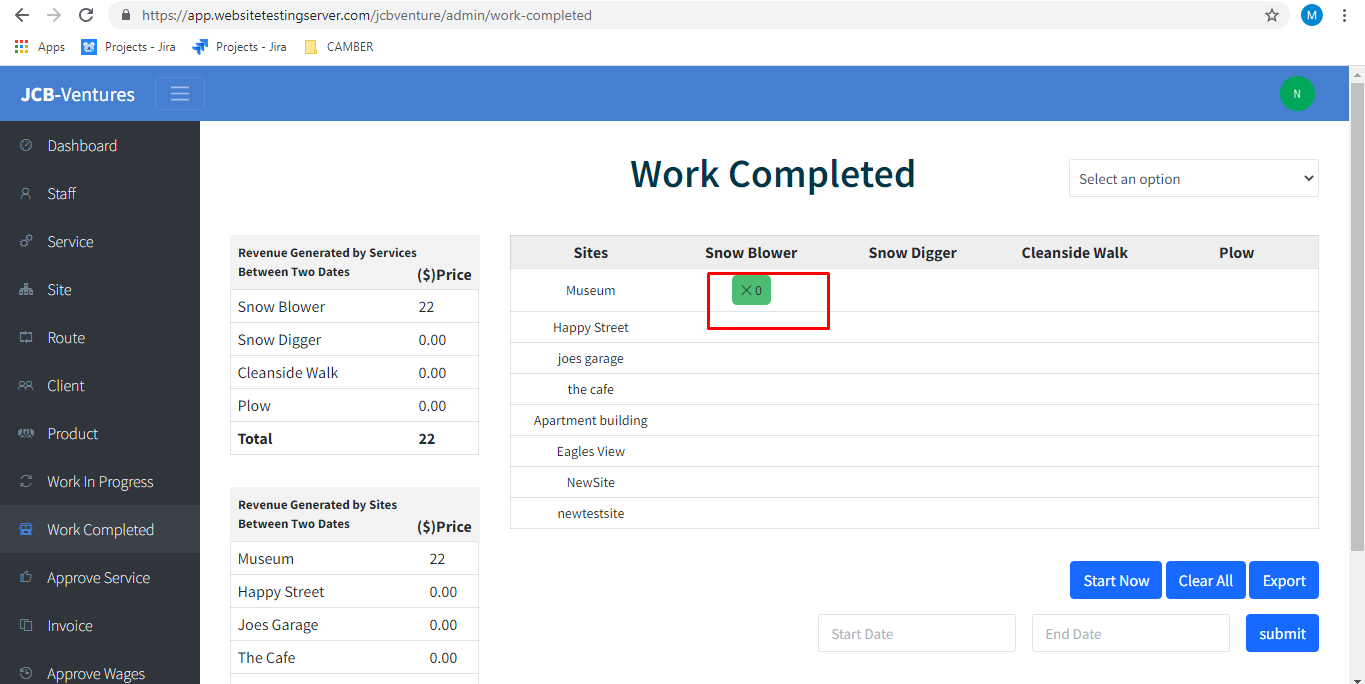 https://app.websitetestingserver.com/jcbventure/admin/work-completed
M
Apps
Projects - Jira
Projects - Jira
CAMBER
JCB-Ventures
N
Dashboard
Staff
Service
Site
Route
Client
Product
Work In Progress
Work Completed
Approve Service
Invoice
Approve Wages
Work Completed
Select an option
Revenue Generated by Services
Between Two Dates ($)Price
Snow Blower 22
Snow Digger 0.00
Cleanside Walk 0.00
Plow 0.00
Total 22
Revenue Generated by Sites
Between Two Dates ($)Price
Museum 22
Happy Street 0.00
Joes Garage 0.00
The Cafe 0.00
Sites Snow Blower Snow Digger Cleanside Walk Plow
Museum 0
Happy Street
joes garage
the cafe
Apartment building
Eagles View
NewSite
newtestsite
Start Now Clear All Export
Start Date End Date submit